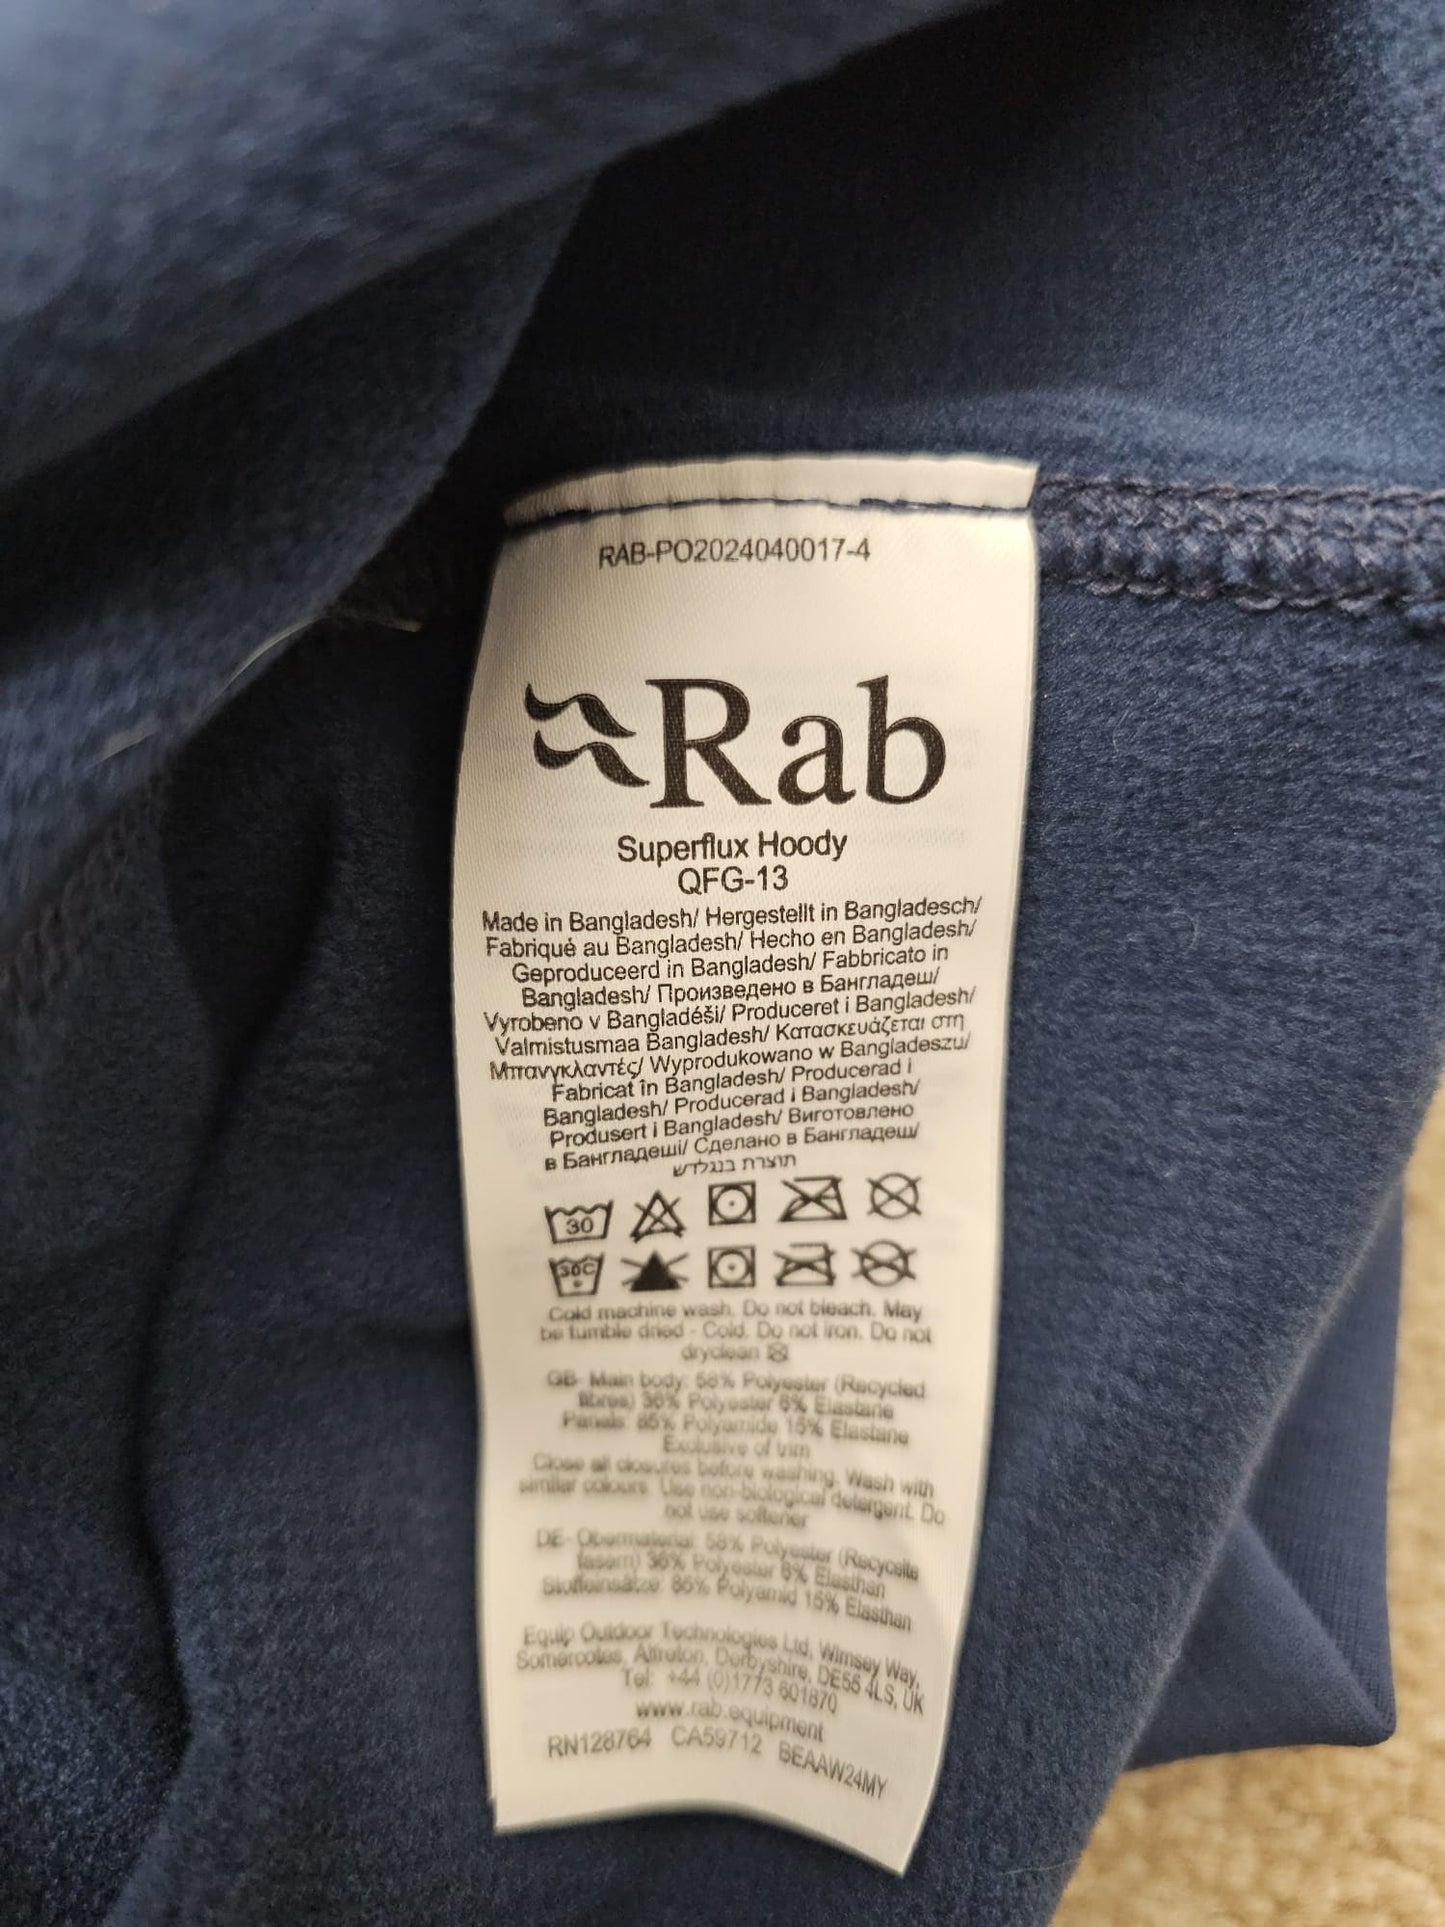 RAB-PO2024040017-4
Rab
Superflux Hoody
QFG-13
Made in Bangladesh/ Hergestellt in Bangladesch/
Fabriqué au Bangladesh/ Hecho en Bangladesh/
Geproduceerd in Bangladesh/ Fabbricato in
Bangladesh/ Произведено в Бангладеш/
Vyrobeno v Bangladéši/ Produceret i Bangladesh/
Valmistusmaa Bangladesh/ Κατασκευάζεται στη
Μπανγκλαντές/ Wyprodukowano w Bangladeszu/
Fabricat în Bangladesh/ Producerad i
Bangladesh/ Producerad i Bangladesh/
Produsert i Bangladesh/ Виготовлено
в Бангладеші/ Сделано в Бангладеш/
תוצרת בנגלדש
30
30C
Cold machine wash. Do not bleach. May
be tumble dried - Cold. Do not iron. Do not
dryclean
GB- Main body: 58% Polyester (Recycled
fibres) 36% Polyester 6% Elastane
Panels: 85% Polyamide 15% Elastane
Exclusive of trim
Close all closures before washing. Wash with
similar colours. Use non-biological detergent. Do
not use softener
DE- Obermaterial: 58% Polyester (Recycelte
fasern) 36% Polyester 6% Elasthan
Stoffeinsätze: 85% Polyamid 15% Elasthan
Equip Outdoor Technologies Ltd, Wimsey Way,
Somercotes, Alfreton, Derbyshire, DE55 4LS, UK
Tel: +44 (0)1773 601870
www.rab.equipment
RN128764 CA59712 BEAAW24MY